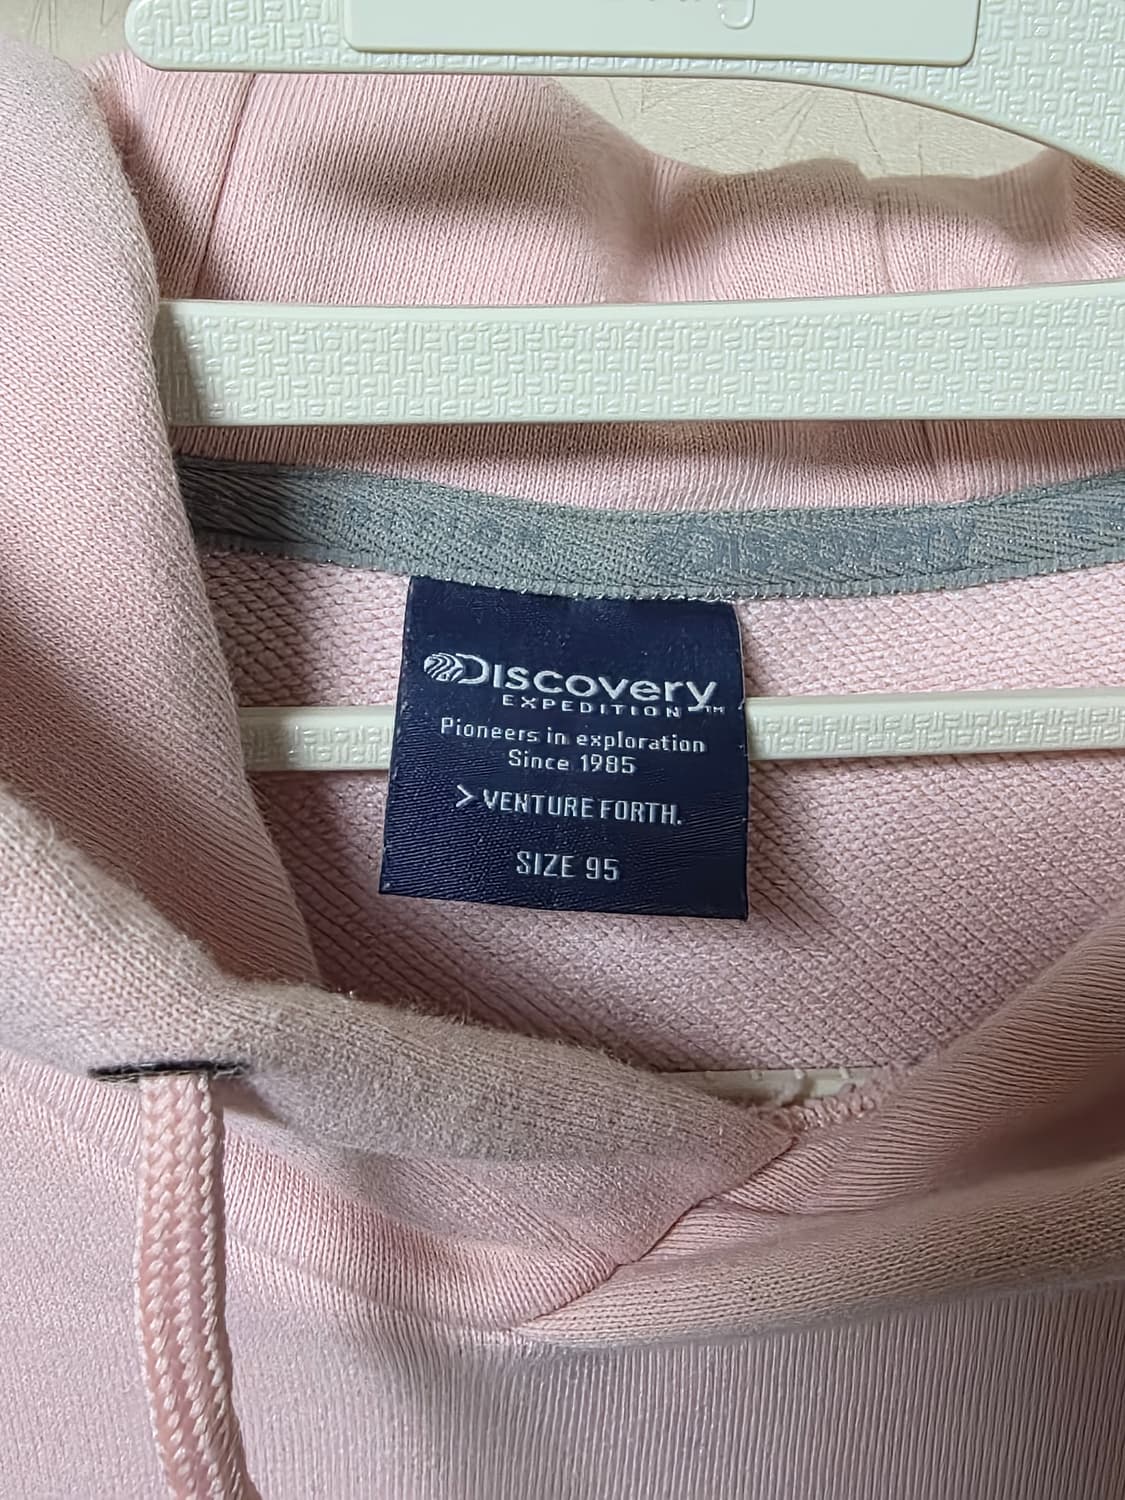 Discovery
EXPEDITION™
Pioneers in exploration
Since 1985
> VENTURE FORTH.
SIZE 95